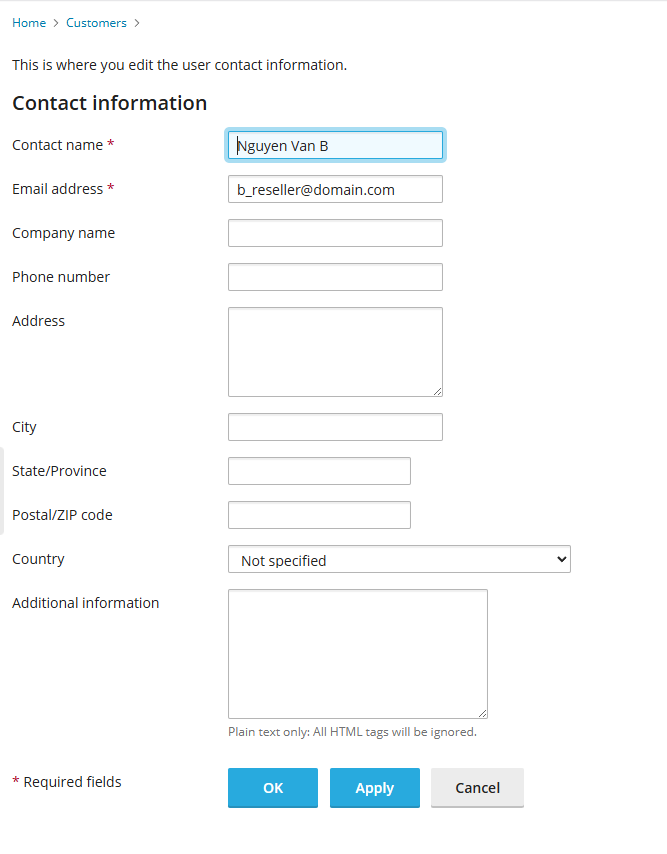 Home > Customers >
This is where you edit the user contact information.
Contact information
Contact name * Nguyen Van B
Email address * b_reseller@domain.com
Company name
Phone number
Address
City
State/Province
Postal/ZIP code
Country Not specified
Additional information
Plain text only: All HTML tags will be ignored.
* Required fields OK Apply Cancel